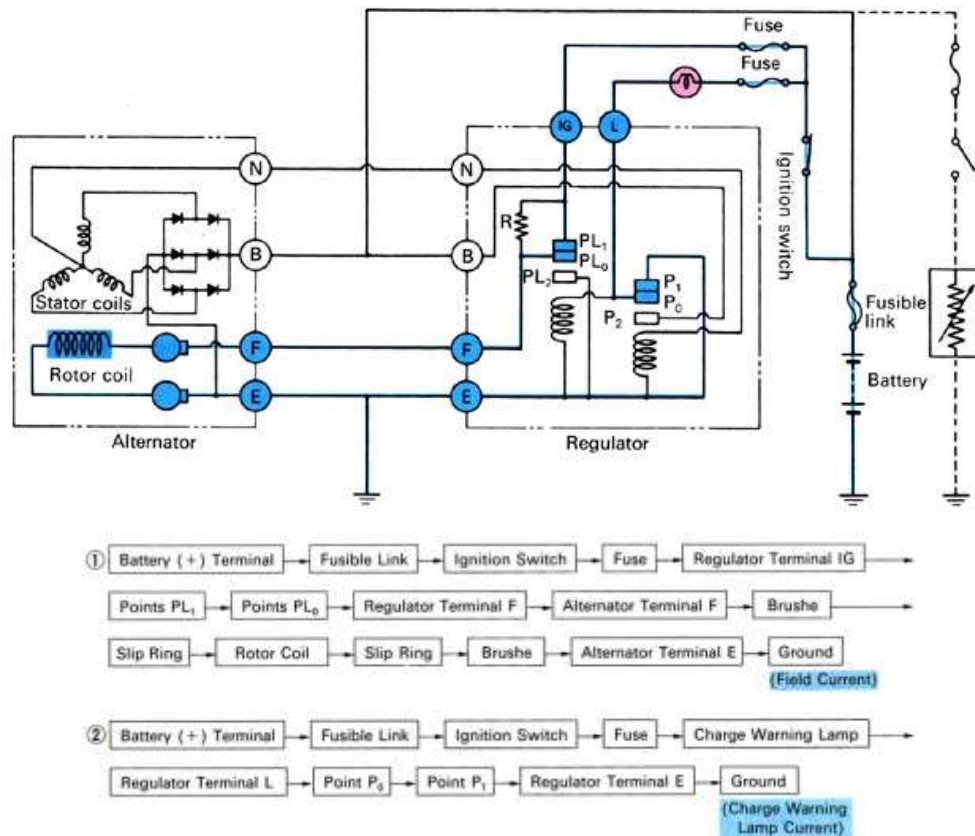 Fuse
Fuse
IG
L
Ignition switch
N
N
R
B
B
PL₁
PL₀
PL₂
P₁
P₀
P₂
Stator coils
Fusible link
F
F
Rotor coil
E
E
Battery
Alternator
Regulator
① Battery (+) Terminal Fusible Link Ignition Switch Fuse Regulator Terminal IG
Points PL₁ Points PL₀ Regulator Terminal F Alternator Terminal F Brushe
Slip Ring Rotor Coil Slip Ring Brushe Alternator Terminal E Ground
(Field Current)
② Battery (+) Terminal Fusible Link Ignition Switch Fuse Charge Warning Lamp
Regulator Terminal L Point P₀ Point P₁ Regulator Terminal E Ground
(Charge Warning
Lamp Current)